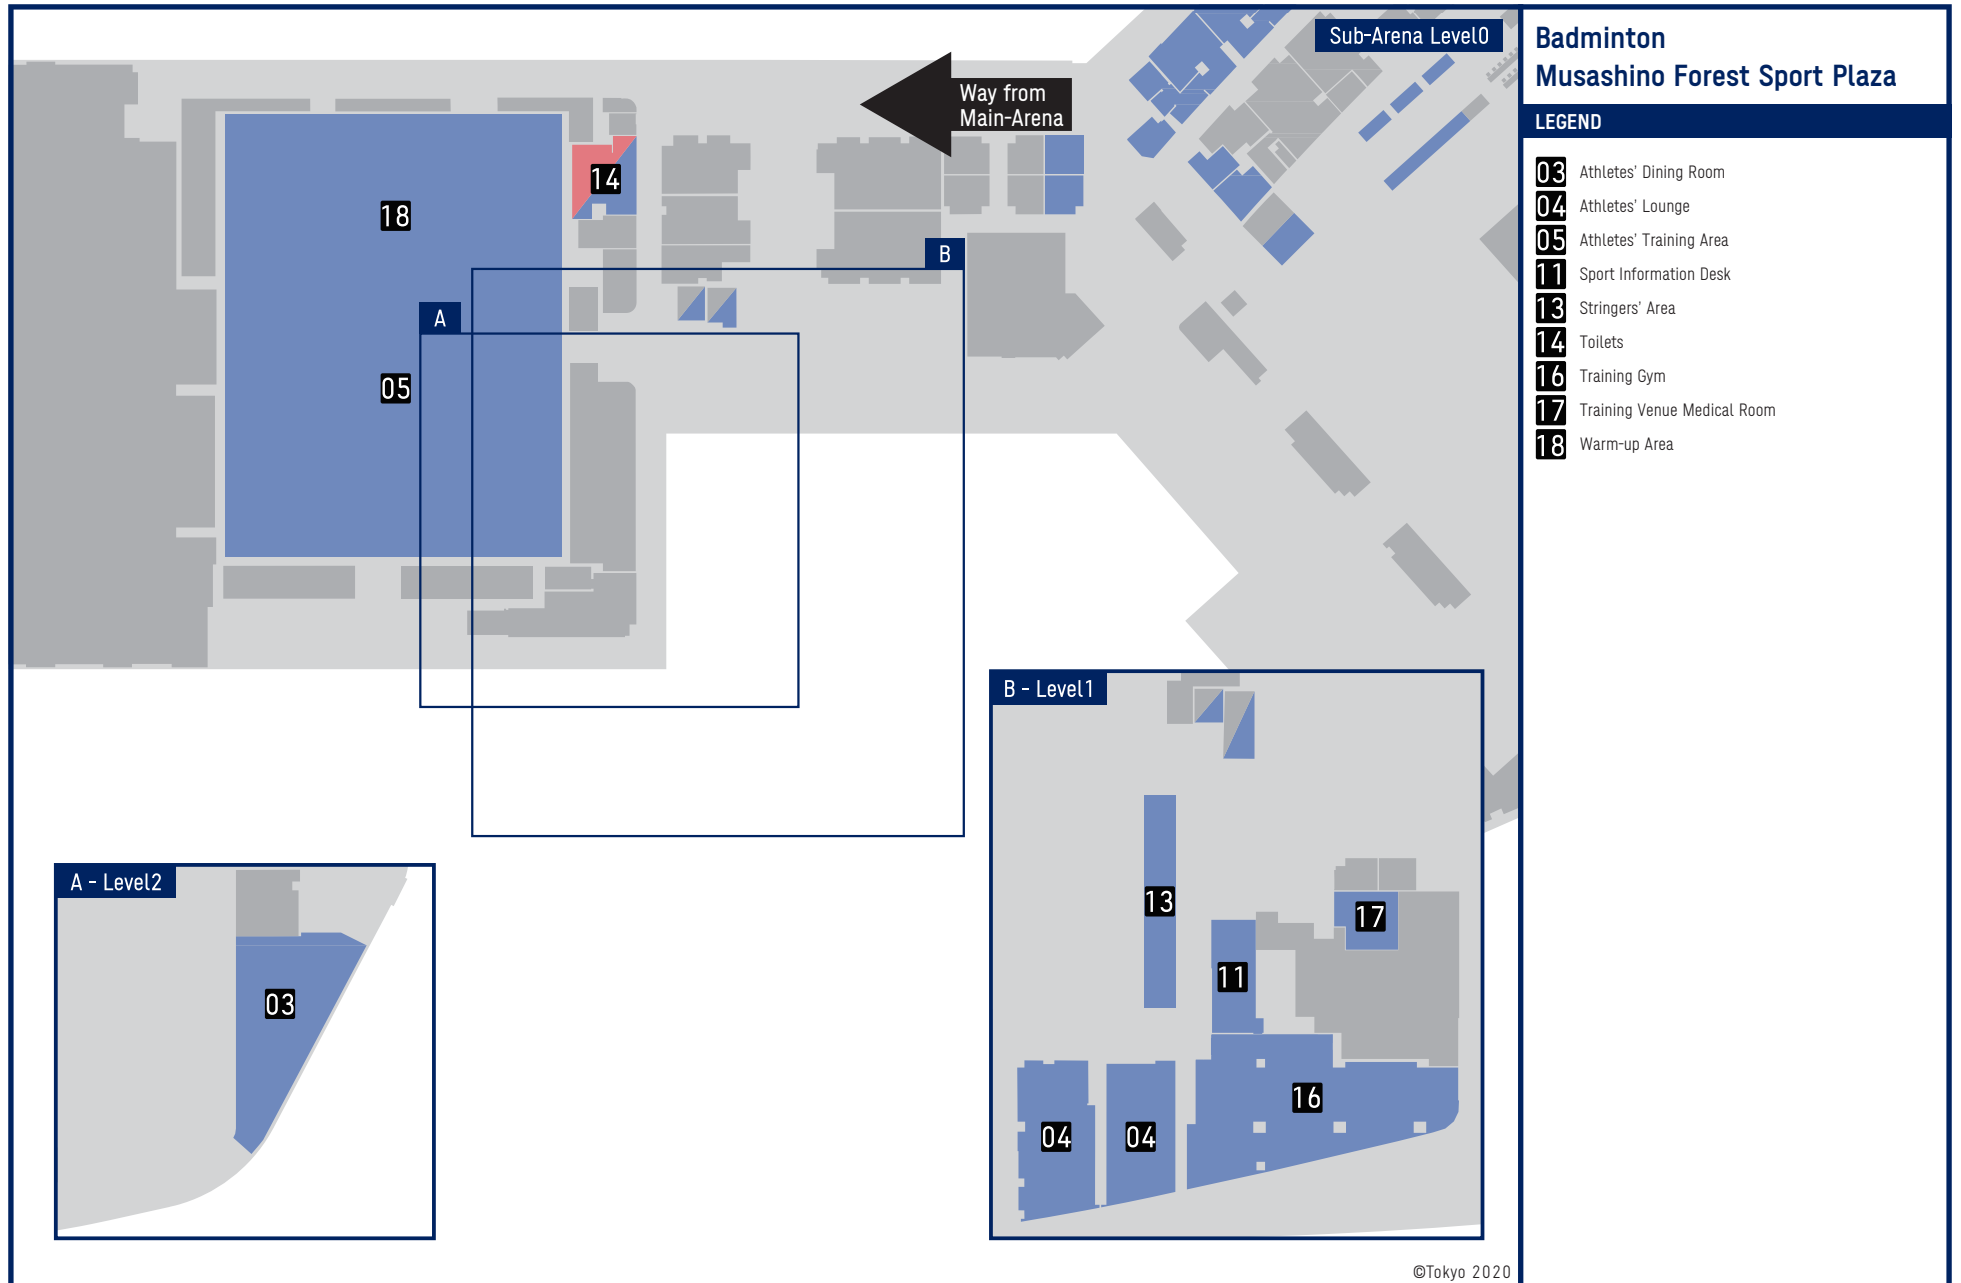 Sub-Arena Level0
Badminton
Musashino Forest Sport Plaza
LEGEND
03 Athletes' Dining Room
04 Athletes' Lounge
05 Athletes' Training Area
11 Sport Information Desk
13 Stringers' Area
14 Toilets
16 Training Gym
17 Training Venue Medical Room
18 Warm-up Area
Way from
Main-Arena
14
18
B
A
05
B - Level1
A - Level2
13
17
11
03
16
04
04
©Tokyo 2020